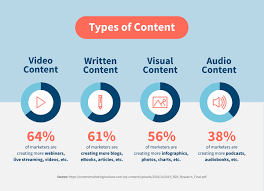 Types of Content
Video
Content
Written
Content
Visual
Content
Audio
Content
64%
61%
56%
38%
of marketers are
creating more webinars,
live streaming, videos, etc.
of marketers are
creating more blogs,
eBooks, articles, etc.
of marketers are
creating more infographics,
photos, charts, etc.
of marketers are
creating more podcasts,
audiobooks, etc.
Source: